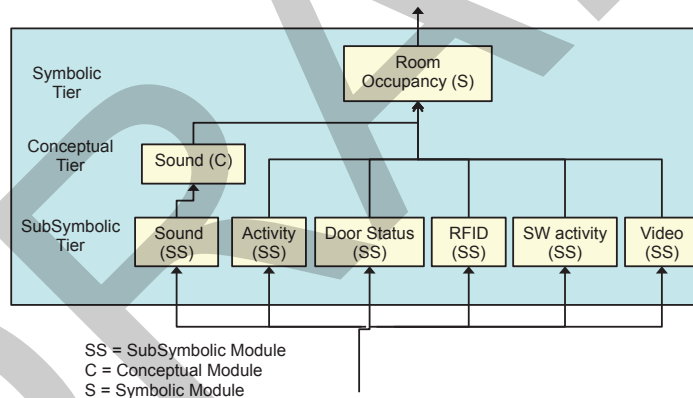 Symbolic
Tier
Room
Occupancy (S)
Conceptual
Tier
Sound (C)
SubSymbolic
Tier
Sound
(SS)
Activity
(SS)
Door Status
(SS)
RFID
(SS)
SW activity
(SS)
Video
(SS)
SS = SubSymbolic Module
C = Conceptual Module
S = Symbolic Module